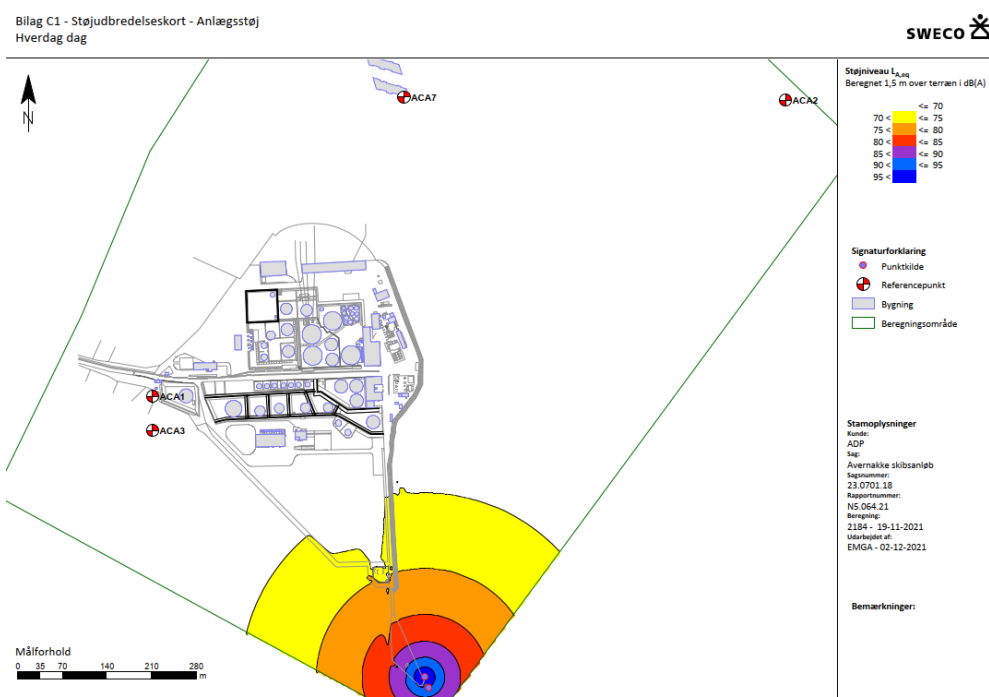 Bilag C1 - Støjudbredelseskort - Anlægsstøj
Hverdag dag
SWECO
N
ACA7
ACA2
ACA1
ACA3
Støjniveau LA,eq
Beregnet 1,5 m over terræn i dB(A)
<= 70
70 < <= 75
75 < <= 80
80 < <= 85
85 < <= 90
90 < <= 95
95 <
Signaturforklaring
Punktkilde
Referencepunkt
Bygning
Beregningsområde
Stamoplysninger
Kunde:
ADP
Sag:
Avernakke skibsanløb
Sagsnummer:
23.0701.18
Rapportnummer:
N5.064.21
Beregning:
2184 - 19-11-2021
Udarbejdet af:
EMGA - 02-12-2021
Bemærkninger:
Målforhold
0 35 70 140 210 280
m